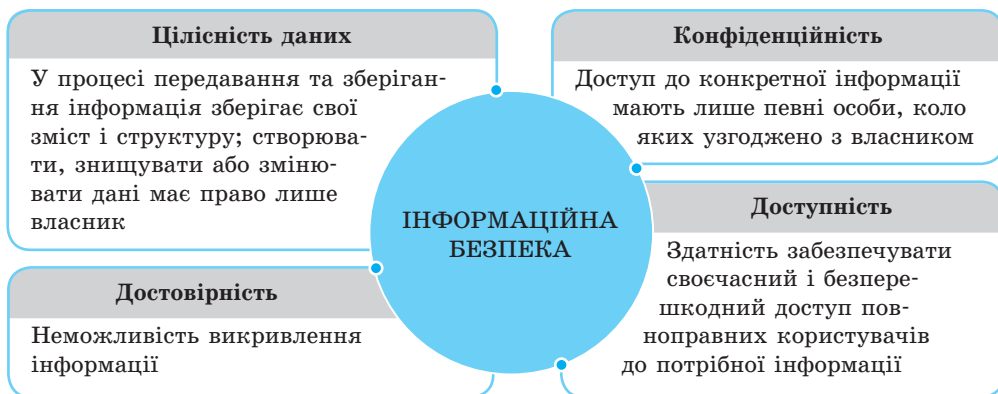 Цілісність даних
У процесі передавання та зберіган-
ня інформація зберігає свої
зміст і структуру; створюва-
ти, знищувати або зміню-
вати дані має право лише
власник
Конфіденційність
Доступ до конкретної інформації
мають лише певні особи, коло
яких узгоджено з власником
ІНФОРМАЦІЙНА
БЕЗПЕКА
Достовірність
Неможливість викривлення
інформації
Доступність
Здатність забезпечувати
своєчасний і безпере-
шкодний доступ пов-
ноправних користувачів
до потрібної інформації